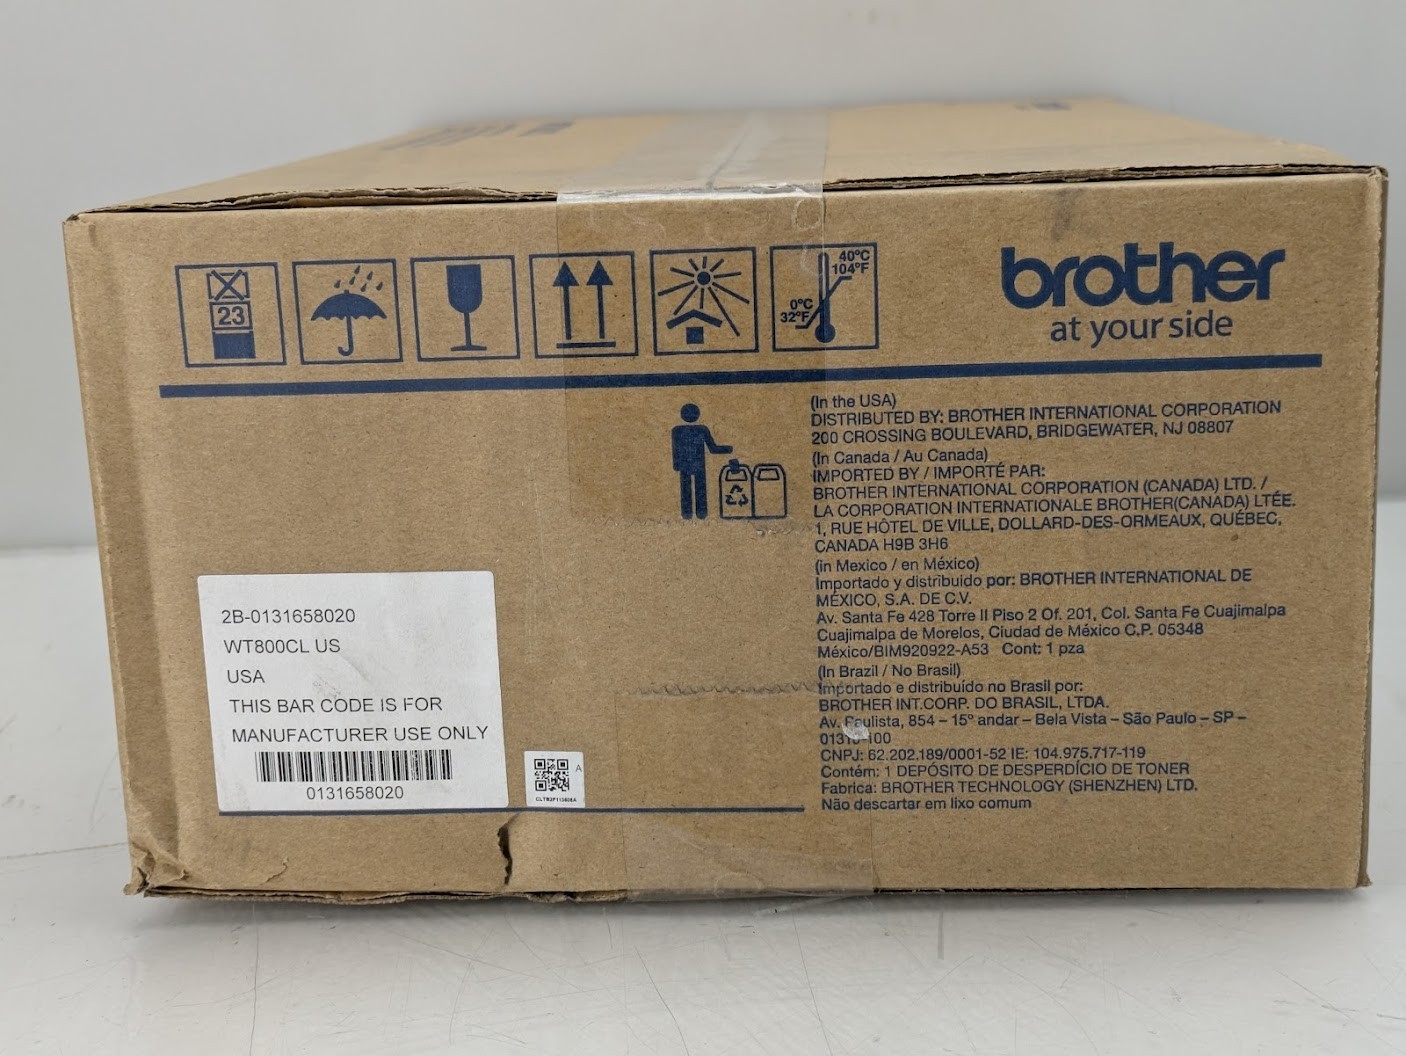 23
40°C
104°F
0°C
32°F
brother
at your side
(In the USA)
DISTRIBUTED BY: BROTHER INTERNATIONAL CORPORATION
200 CROSSING BOULEVARD, BRIDGEWATER, NJ 08807
(In Canada / Au Canada)
IMPORTED BY / IMPORTÉ PAR:
BROTHER INTERNATIONAL CORPORATION (CANADA) LTD. /
LA CORPORATION INTERNATIONALE BROTHER(CANADA) LTÉE.
1, RUE HÔTEL DE VILLE, DOLLARD-DES-ORMEAUX, QUÉBEC,
CANADA H9B 3H6
(in Mexico / en México)
Importado y distribuido por: BROTHER INTERNATIONAL DE
MÉXICO, S.A. DE C.V.
Av. Santa Fe 428 Torre II Piso 2 Of. 201, Col. Santa Fe Cuajimalpa
Cuajimalpa de Morelos, Ciudad de México C.P. 05348
México/BIM920922-A53 Cont: 1 pza
(In Brazil / No Brasil)
Importado e distribuído no Brasil por:
BROTHER INT.CORP. DO BRASIL, LTDA.
Av. Paulista, 854 – 15º andar – Bela Vista – São Paulo – SP –
01310-100
CNPJ: 62.202.189/0001-52 IE: 104.975.717-119
Contém: 1 DEPÓSITO DE DESPERDÍCIO DE TONER
Fabrica: BROTHER TECHNOLOGY (SHENZHEN) LTD.
Não descartar em lixo comum
2B-0131658020
WT800CL US
USA
THIS BAR CODE IS FOR
MANUFACTURER USE ONLY
0131658020
A